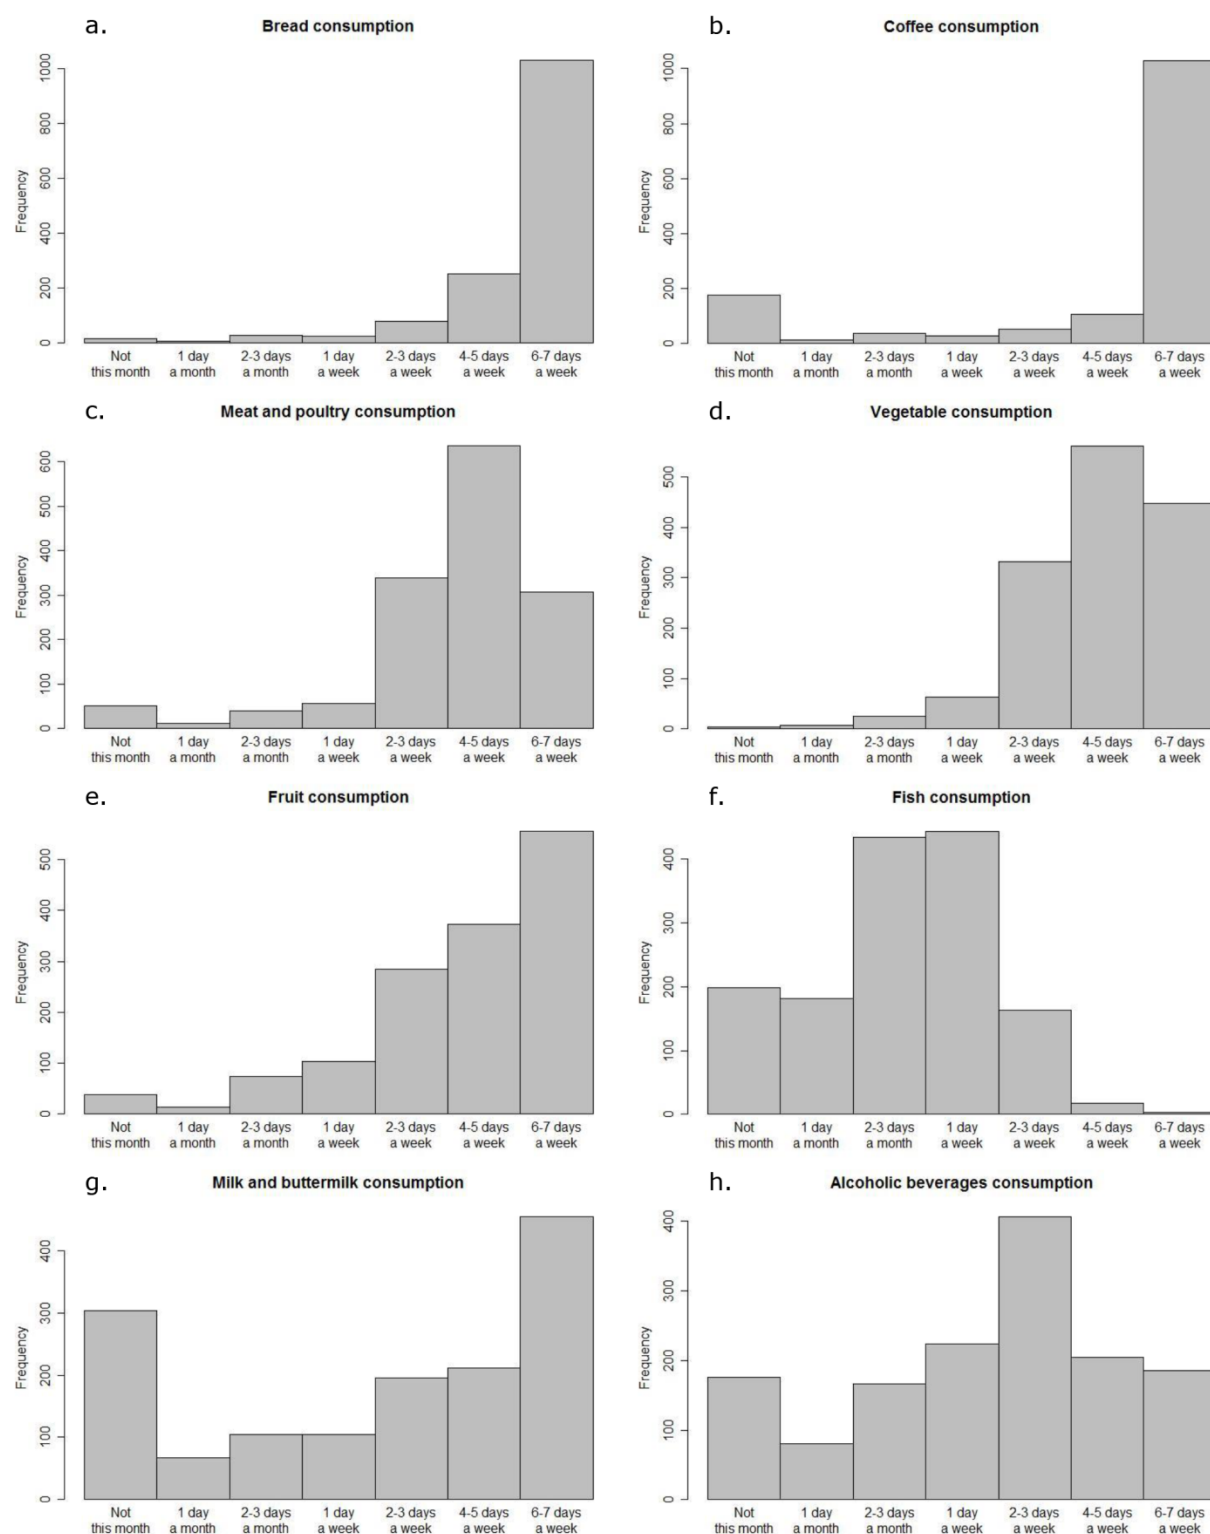 a.
Bread consumption
Frequency
0
200
400
600
800
1000
Not
this month
1 day
a month
2-3 days
a month
1 day
a week
2-3 days
a week
4-5 days
a week
6-7 days
a week
b.
Coffee consumption
Frequency
0
200
400
600
800
1000
Not
this month
1 day
a month
2-3 days
a month
1 day
a week
2-3 days
a week
4-5 days
a week
6-7 days
a week
c.
Meat and poultry consumption
Frequency
0
100
200
300
400
500
600
Not
this month
1 day
a month
2-3 days
a month
1 day
a week
2-3 days
a week
4-5 days
a week
6-7 days
a week
d.
Vegetable consumption
Frequency
0
100
200
300
400
500
Not
this month
1 day
a month
2-3 days
a month
1 day
a week
2-3 days
a week
4-5 days
a week
6-7 days
a week
e.
Fruit consumption
Frequency
0
100
200
300
400
500
Not
this month
1 day
a month
2-3 days
a month
1 day
a week
2-3 days
a week
4-5 days
a week
6-7 days
a week
f.
Fish consumption
Frequency
0
100
200
300
400
Not
this month
1 day
a month
2-3 days
a month
1 day
a week
2-3 days
a week
4-5 days
a week
6-7 days
a week
g.
Milk and buttermilk consumption
Frequency
0
100
200
300
400
Not
this month
1 day
a month
2-3 days
a month
1 day
a week
2-3 days
a week
4-5 days
a week
6-7 days
a week
h.
Alcoholic beverages consumption
Frequency
0
100
200
300
400
Not
this month
1 day
a month
2-3 days
a month
1 day
a week
2-3 days
a week
4-5 days
a week
6-7 days
a week